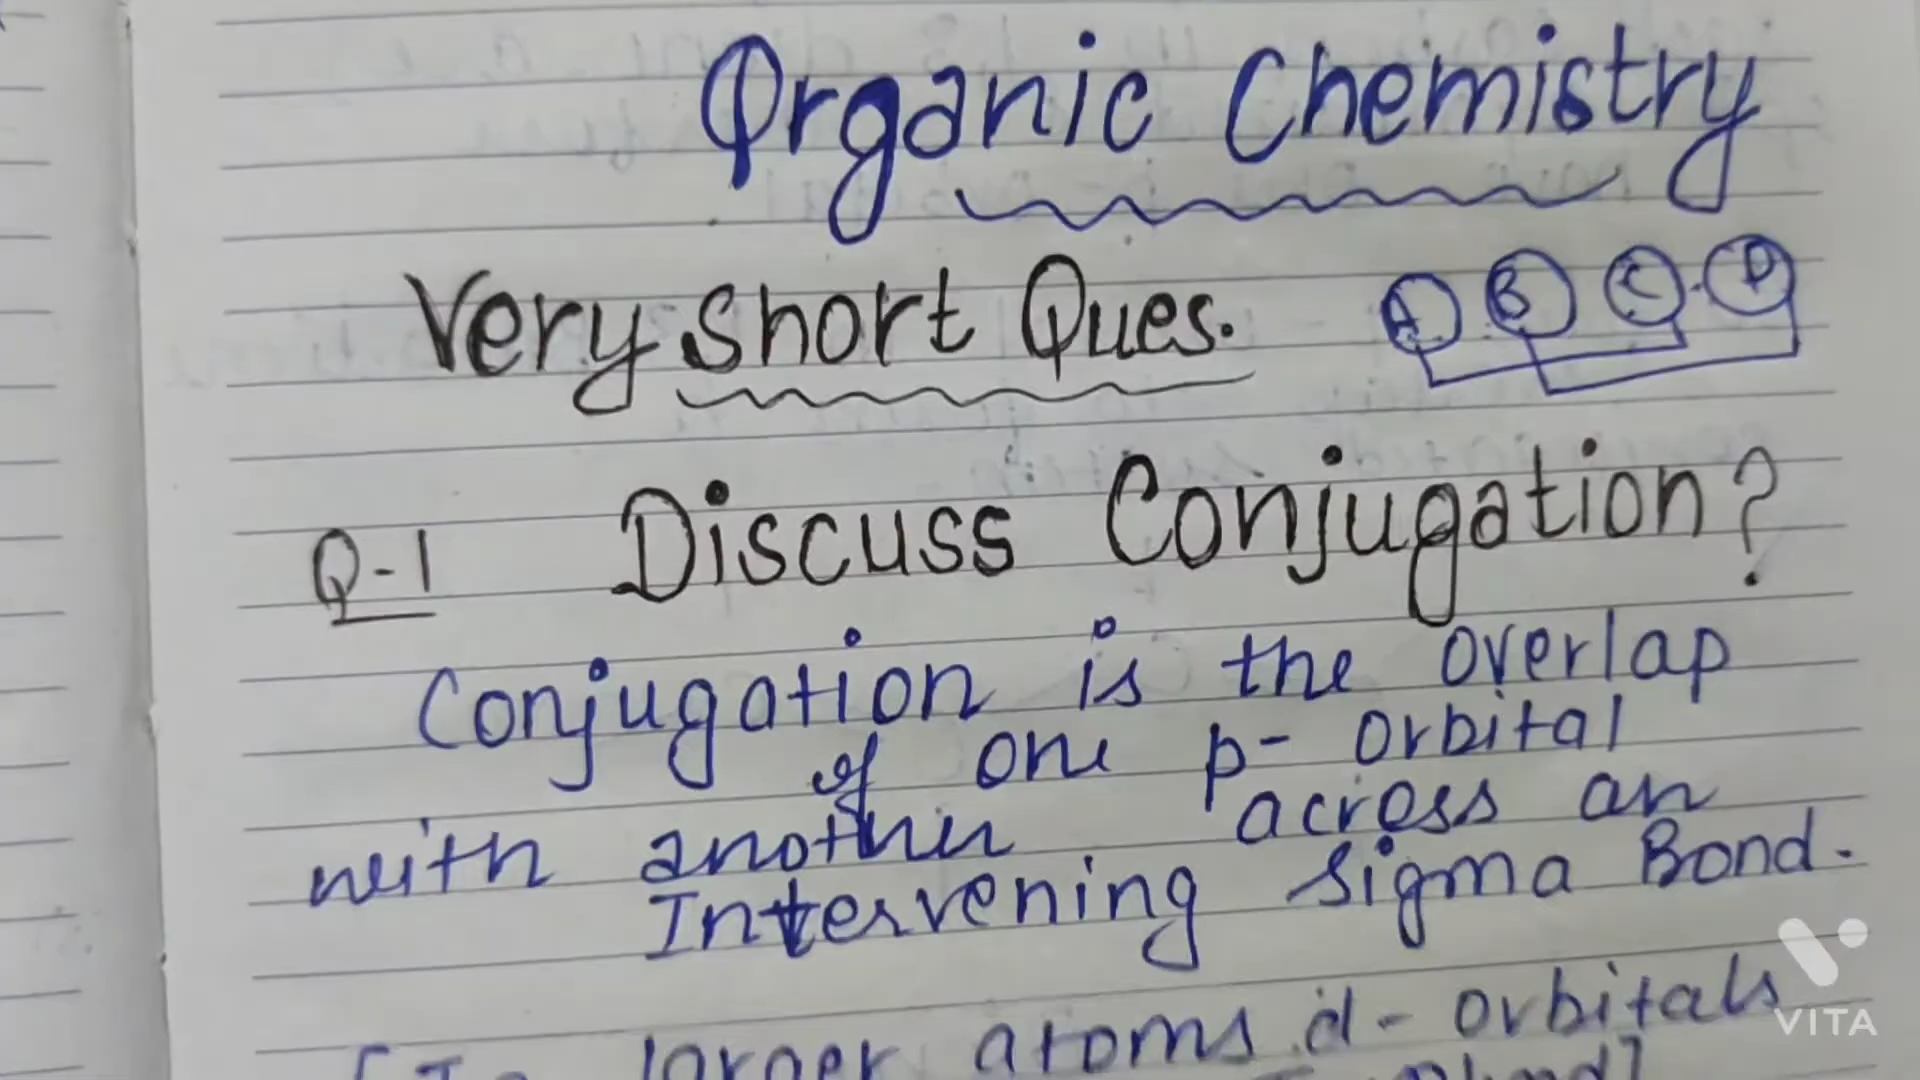 Organic Chemistry
Very short Ques.
A B C D
Q-1 Discuss Conjugation?
Conjugation is the overlap
of one p- orbital
with another across an
Intervening sigma Bond.
[In larger atoms d- orbitals
VITA